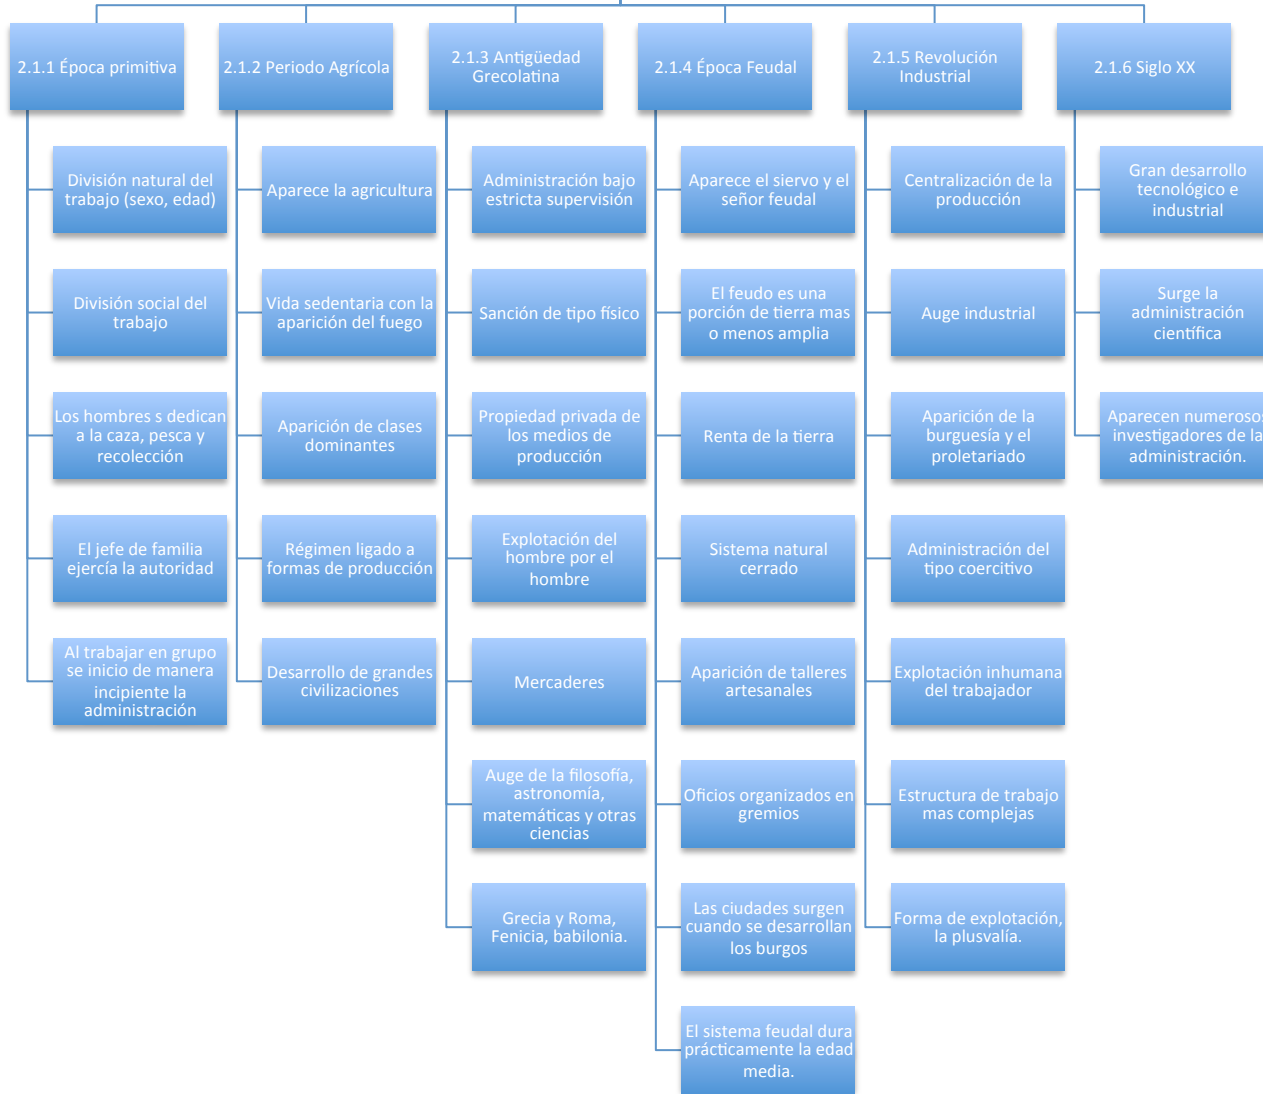 2.1.1 Época primitiva
División natural del
trabajo (sexo, edad)
División social del
trabajo
Los hombres s dedican
a la caza, pesca y
recolección
El jefe de familia
ejercía la autoridad
Al trabajar en grupo
se inicio de manera
incipiente la
administración
2.1.2 Periodo Agrícola
Aparece la agricultura
Vida sedentaria con la
aparición del fuego
Aparición de clases
dominantes
Régimen ligado a
formas de producción
Desarrollo de grandes
civilizaciones
2.1.3 Antigüedad
Grecolatina
Administración bajo
estricta supervisión
Sanción de tipo físico
Propiedad privada de
los medios de
producción
Explotación del
hombre por el
hombre
Mercaderes
Auge de la filosofía,
astronomía,
matemáticas y otras
ciencias
Grecia y Roma,
Fenicia, babilonia.
2.1.4 Época Feudal
Aparece el siervo y el
señor feudal
El feudo es una
porción de tierra mas
o menos amplia
Renta de la tierra
Sistema natural
cerrado
Aparición de talleres
artesanales
Oficios organizados en
gremios
Las ciudades surgen
cuando se desarrollan
los burgos
El sistema feudal dura
prácticamente la edad
media.
2.1.5 Revolución
Industrial
Centralización de la
producción
Auge industrial
Aparición de la
burguesía y el
proletariado
Administración del
tipo coercitivo
Explotación inhumana
del trabajador
Estructura de trabajo
mas complejas
Forma de explotación,
la plusvalía.
2.1.6 Siglo XX
Gran desarrollo
tecnológico e
industrial
Surge la
administración
científica
Aparecen numerosos
investigadores de la
administración.